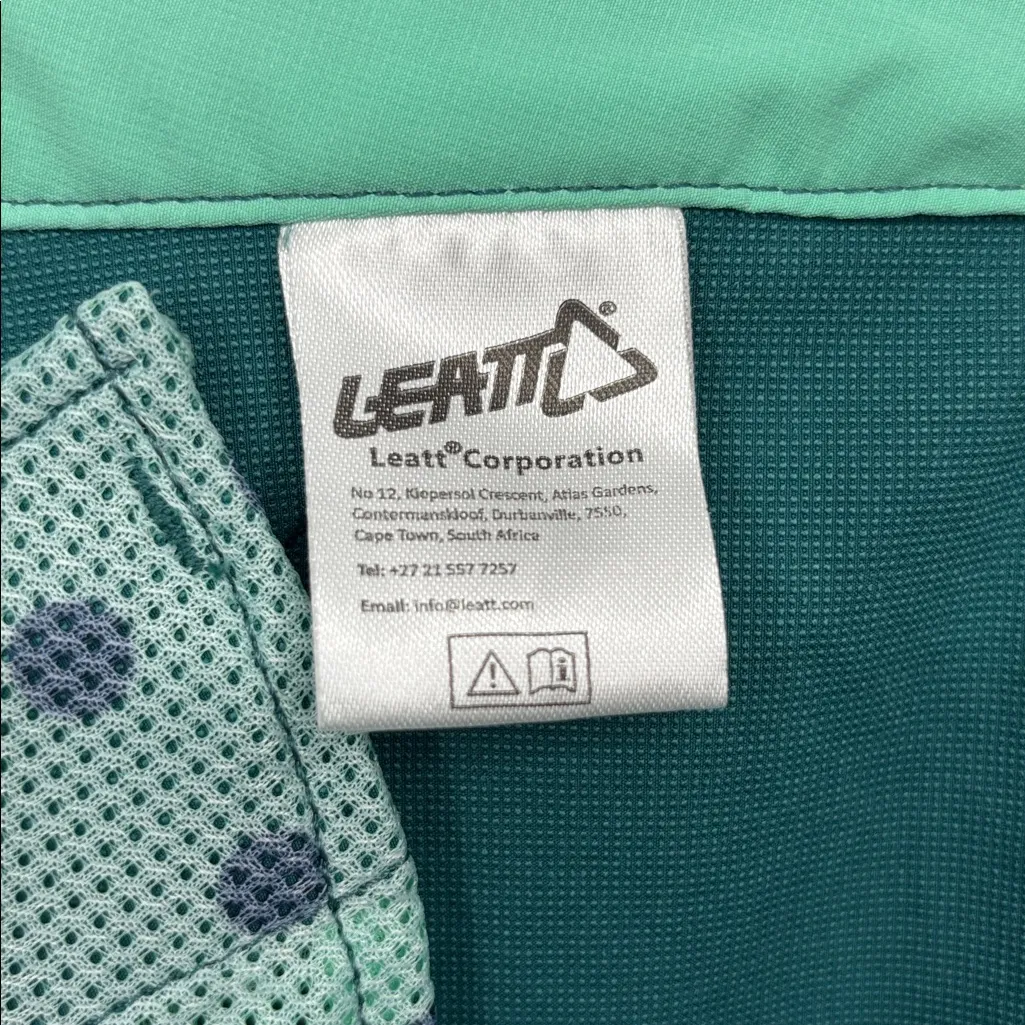 LEATT®
Leatt®Corporation
No 12, Kiepersol Crescent, Atlas Gardens,
Contermanskloof, Durbanville, 7550,
Cape Town, South Africa
Tel: +27 21 557 7257
Email: info@leatt.com